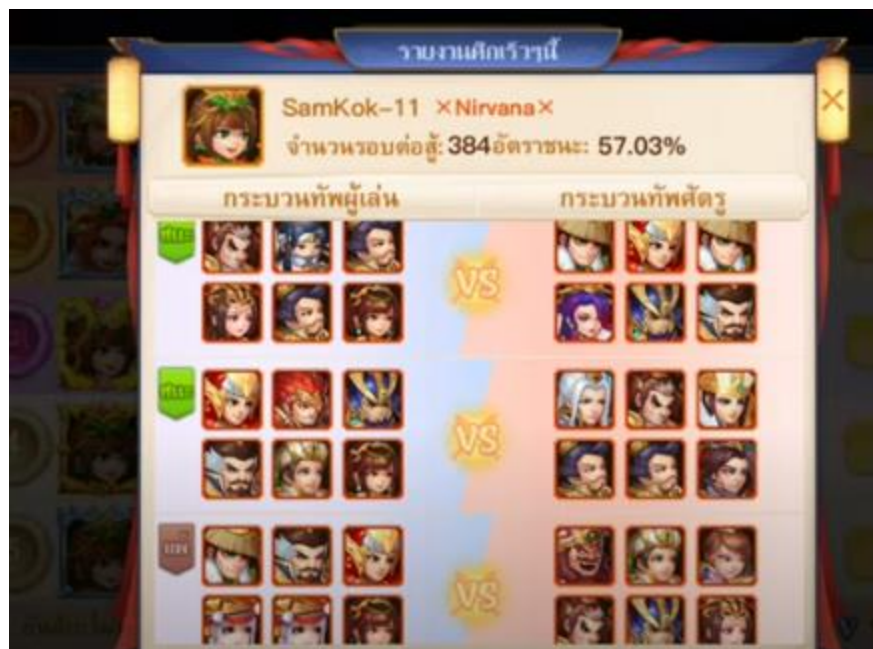 รายงานศึกเร็วๆนี้
SamKok-11 ×Nirvana×
จำนวนรอบต่อสู้: 384อัตราชนะ: 57.03%
กระบวนทัพผู้เล่น กระบวนทัพศัตรู
ชนะ
VS
ชนะ
VS
แพ้
VS